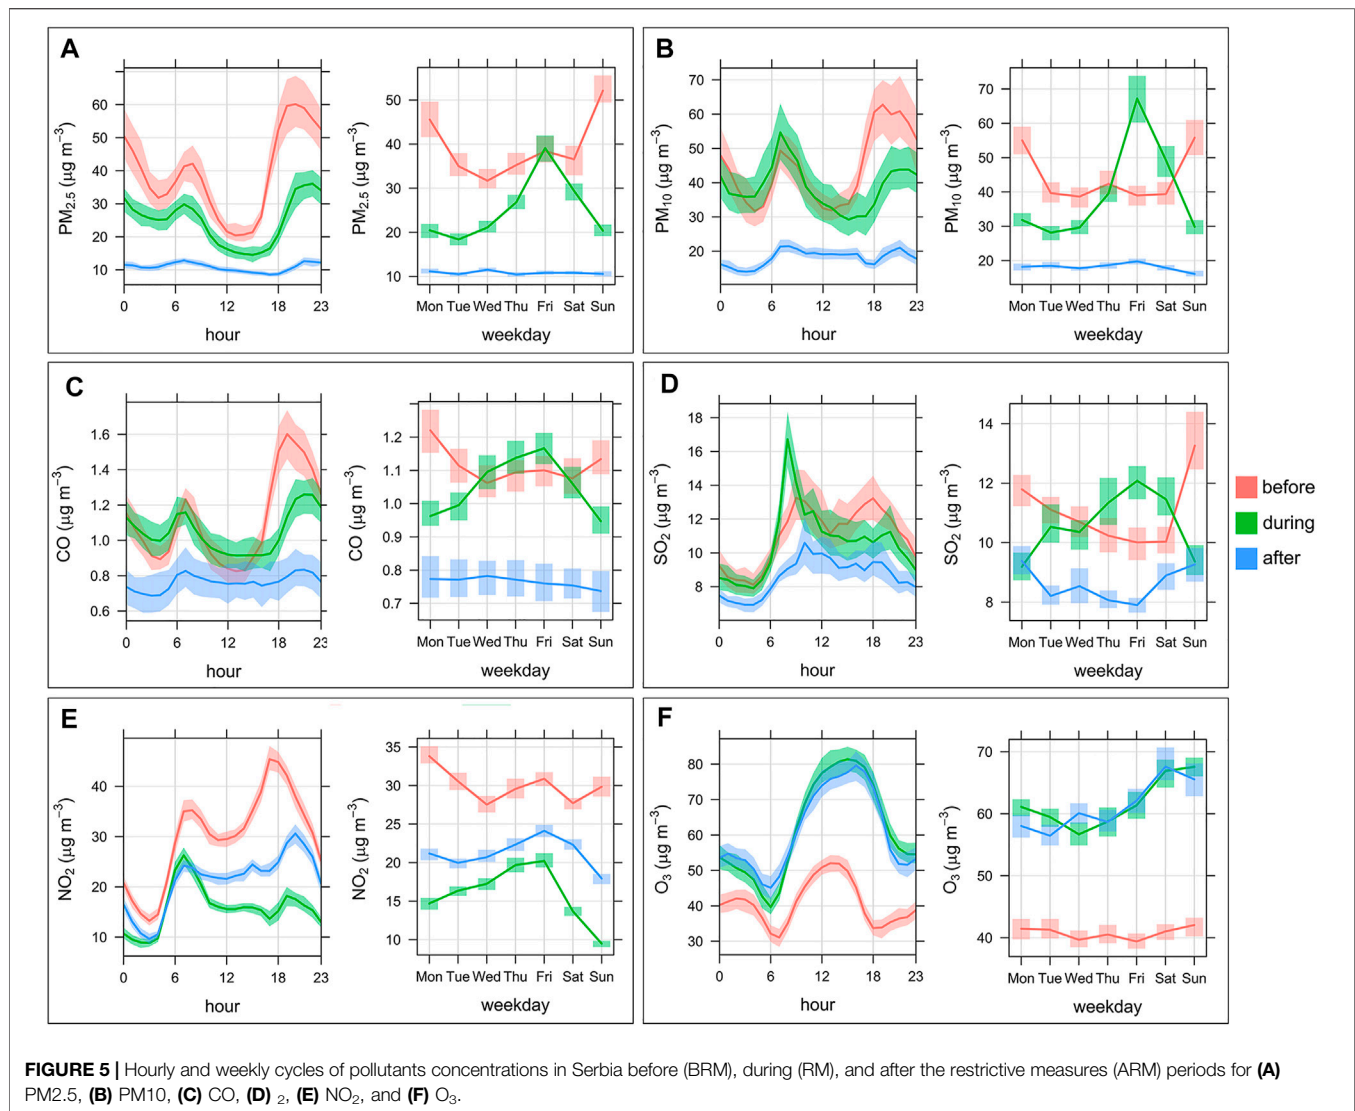 A
PM2.5 (µg m−3)
60
50
40
30
20
10
0 6 12 18 23
hour
PM2.5 (µg m−3)
50
40
30
20
10
Mon Tue Wed Thu Fri Sat Sun
weekday
B
PM10 (µg m−3)
70
60
50
40
30
20
0 6 12 18 23
hour
PM10 (µg m−3)
70
60
50
40
30
20
Mon Tue Wed Thu Fri Sat Sun
weekday
C
CO (µg m−3)
1.6
1.4
1.2
1.0
0.8
0.6
0 6 12 18 23
hour
CO (µg m−3)
1.2
1.1
1.0
0.9
0.8
0.7
Mon Tue Wed Thu Fri Sat Sun
weekday
D
SO2 (µg m−3)
18
16
14
12
10
8
0 6 12 18 23
hour
SO2 (µg m−3)
14
12
10
8
Mon Tue Wed Thu Fri Sat Sun
weekday
before
during
after
E
NO2 (µg m−3)
40
30
20
10
0 6 12 18 23
hour
NO2 (µg m−3)
35
30
25
20
15
10
Mon Tue Wed Thu Fri Sat Sun
weekday
F
O3 (µg m−3)
80
70
60
50
40
30
0 6 12 18 23
hour
O3 (µg m−3)
70
60
50
40
Mon Tue Wed Thu Fri Sat Sun
weekday
FIGURE 5 | Hourly and weekly cycles of pollutants concentrations in Serbia before (BRM), during (RM), and after the restrictive measures (ARM) periods for (A)
PM2.5, (B) PM10, (C) CO, (D) 2, (E) NO2, and (F) O3.